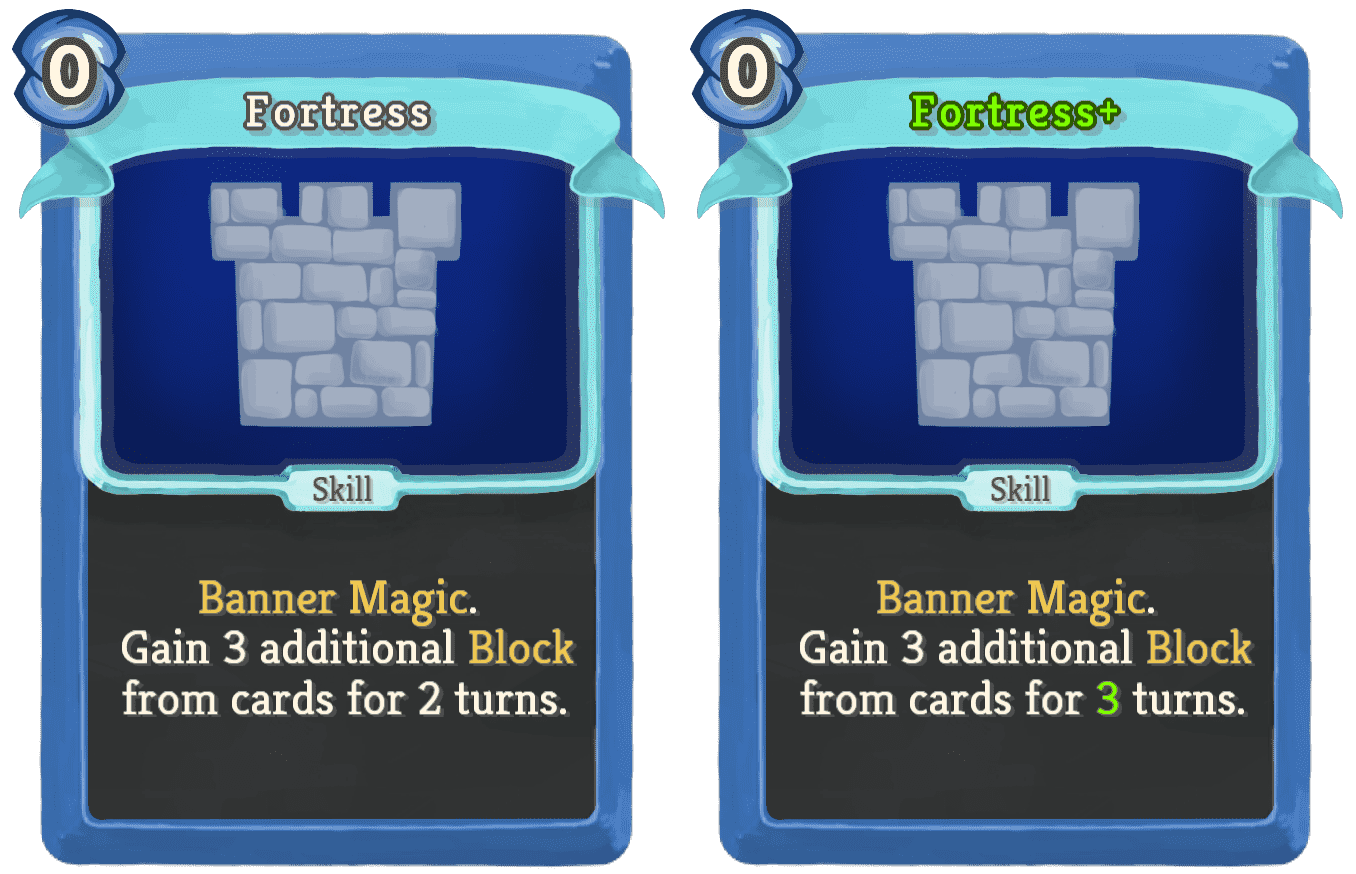 0
Fortress
Skill
Banner Magic.
Gain 3 additional Block
from cards for 2 turns.
0
Fortress+
Skill
Banner Magic.
Gain 3 additional Block
from cards for 3 turns.